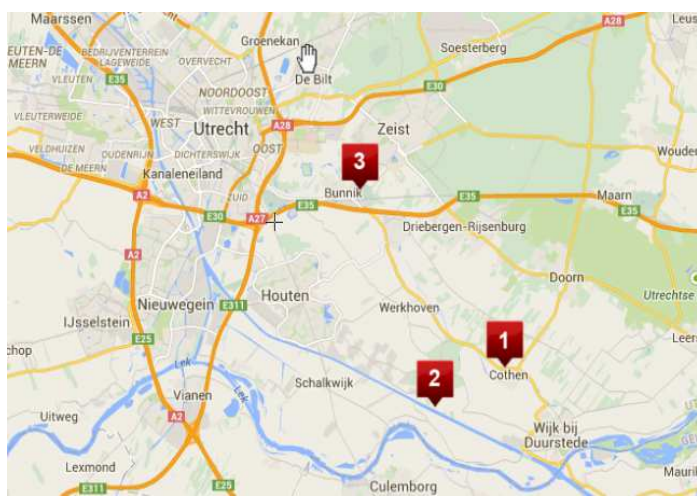 Maarssen
A28
Leus
Groenekan
EUTEN-DE
MEERN
BEDRIJVENTERREIN
LAGEWEIDE
OVERVECHT
Soesterberg
VLEUTEN
E35
De Bilt
E30
NOORDOOST
WITTEVROUWEN
VLEUTERWEIDE
WEST
Utrecht
A28
Zeist
VELDHUIZEN
OUDENRIJN
DICHTERSWIJK
OOST
Wouden
DE MEERN
3
Kanaleneiland
ZUID
Bunnik
A2
E30
A27
E35
E35
Maarn
E35
Driebergen-Rijsenburg
A2
Doorn
Nieuwegein
E311
Houten
Utrechtse
Werkhoven
IJsselstein
1
E25
Leers
chop
Lek
2
Cothen
Schalkwijk
Vianen
Lek
Uitweg
A2
Wijk bij
Duurstede
Lexmond
Maurik
E311
E25
Culemborg